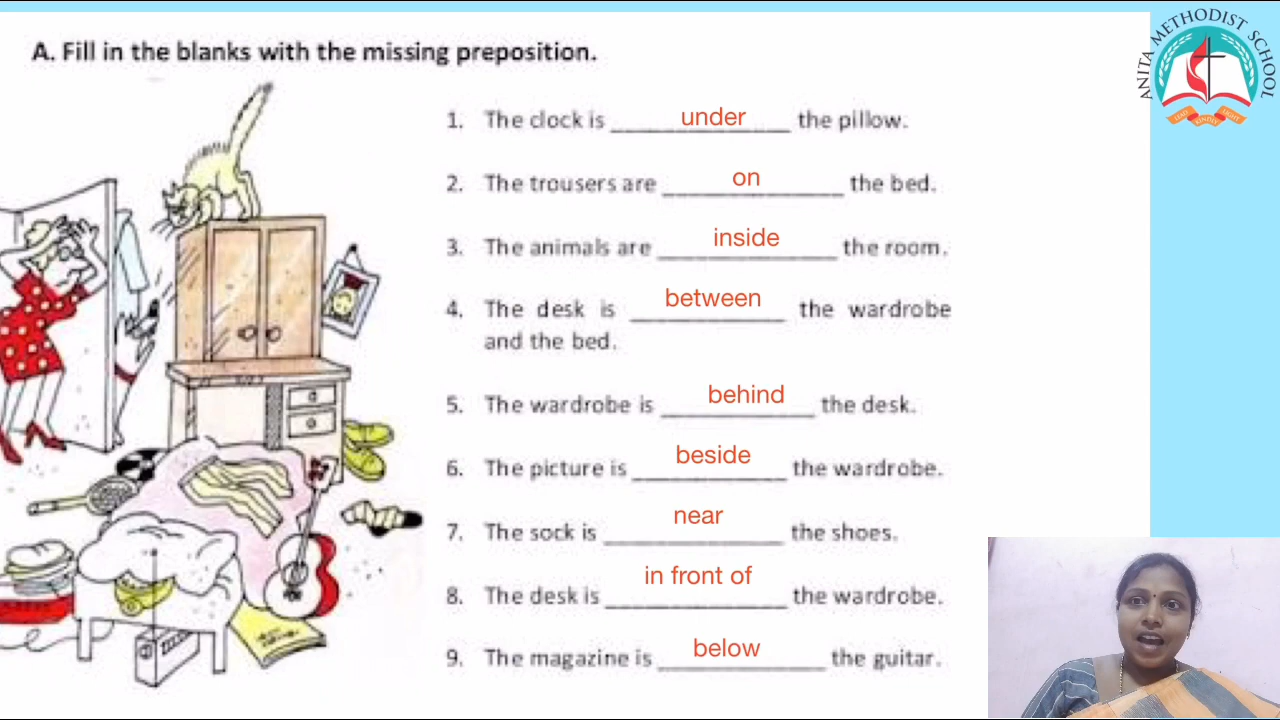 A. Fill in the blanks with the missing preposition.
1. The clock is under the pillow.
2. The trousers are on the bed.
3. The animals are inside the room.
4. The desk is between the wardrobe
and the bed.
5. The wardrobe is behind the desk.
6. The picture is beside the wardrobe.
7. The sock is near the shoes.
8. The desk is in front of the wardrobe.
9. The magazine is below the guitar.
ANITA METHODIST SCHOOL
LEAD KINDLY LIGHT